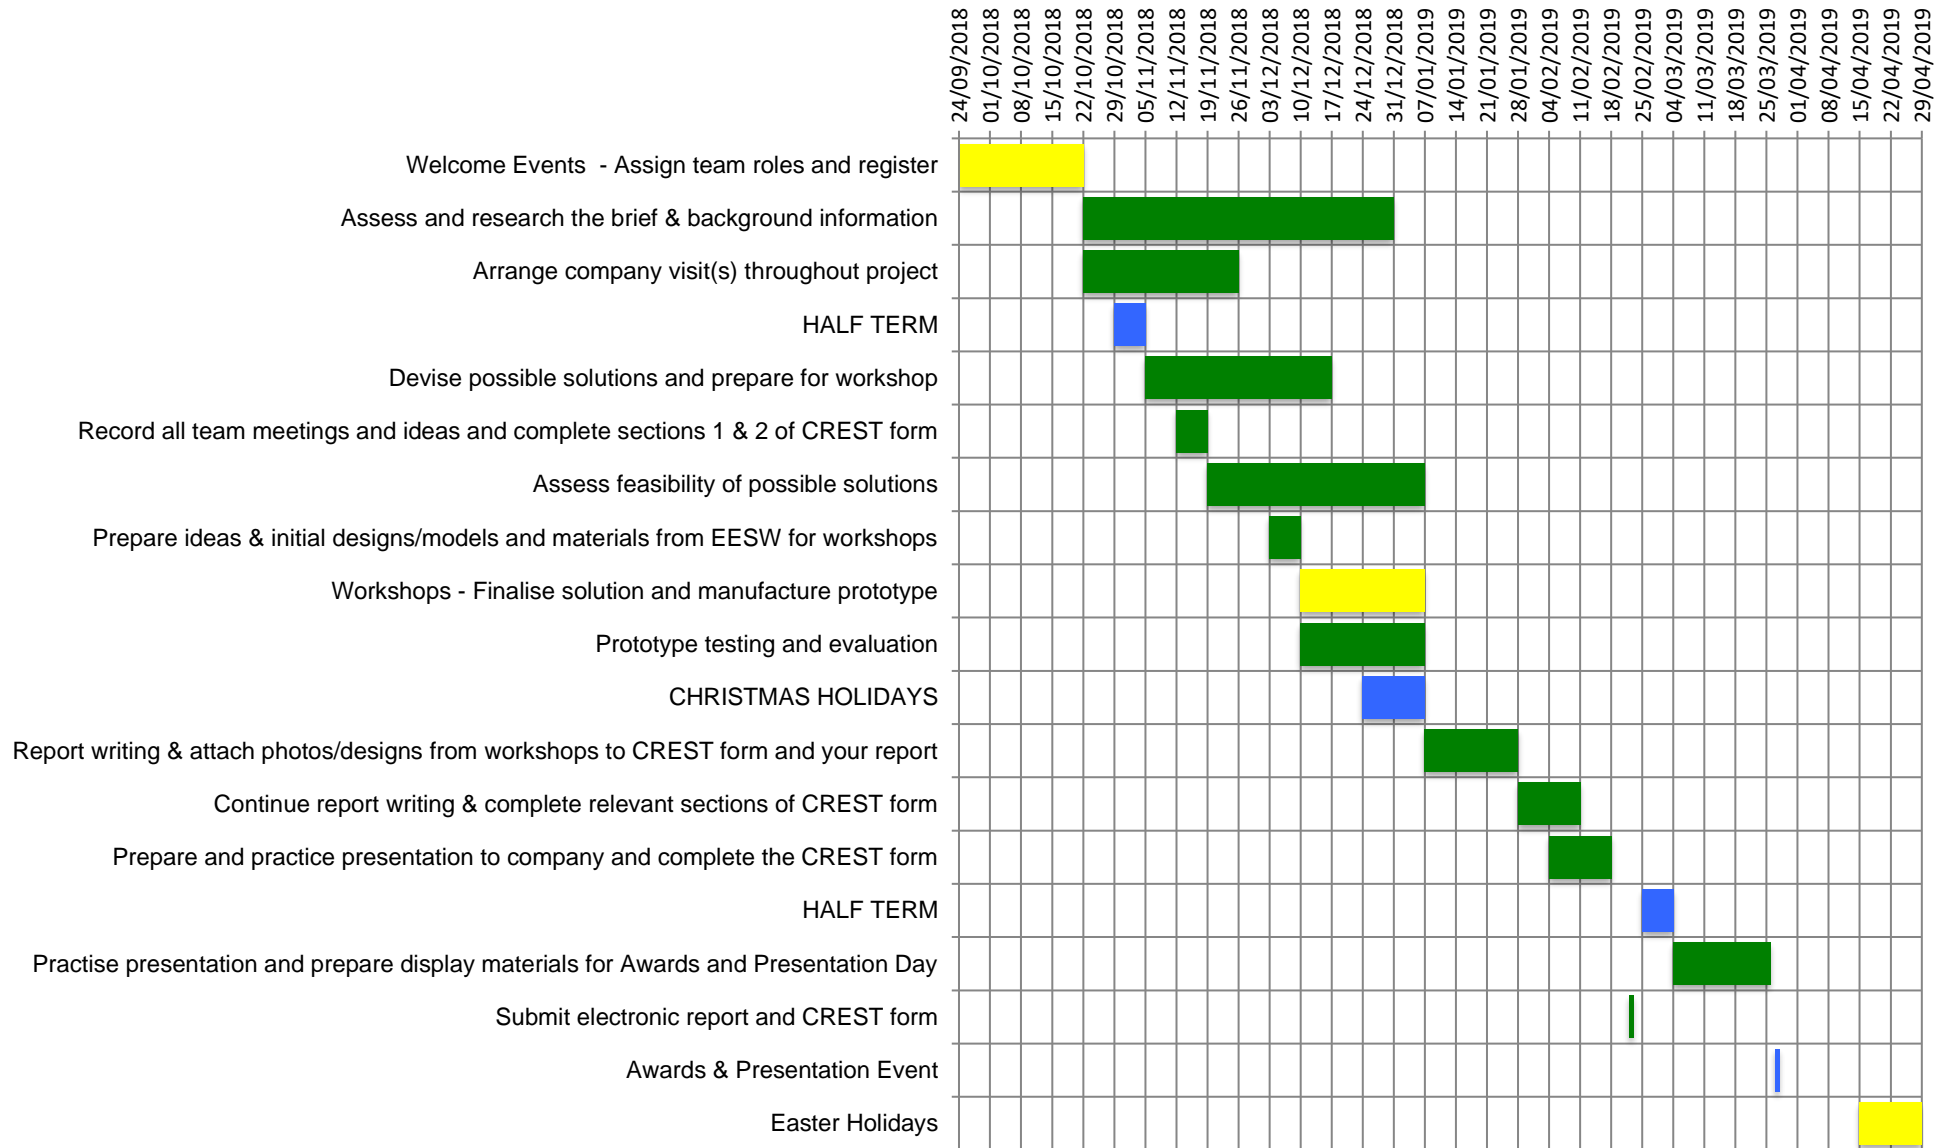 24/09/2018
01/10/2018
08/10/2018
15/10/2018
22/10/2018
29/10/2018
05/11/2018
12/11/2018
19/11/2018
26/11/2018
03/12/2018
10/12/2018
17/12/2018
24/12/2018
31/12/2018
07/01/2019
14/01/2019
21/01/2019
28/01/2019
04/02/2019
11/02/2019
18/02/2019
25/02/2019
04/03/2019
11/03/2019
18/03/2019
25/03/2019
01/04/2019
08/04/2019
15/04/2019
22/04/2019
29/04/2019
Welcome Events  - Assign team roles and register
Assess and research the brief & background information
Arrange company visit(s) throughout project
HALF TERM
Devise possible solutions and prepare for workshop
Record all team meetings and ideas and complete sections 1 & 2 of CREST form
Assess feasibility of possible solutions
Prepare ideas & initial designs/models and materials from EESW for workshops
Workshops - Finalise solution and manufacture prototype
Prototype testing and evaluation
CHRISTMAS HOLIDAYS
Report writing & attach photos/designs from workshops to CREST form and your report
Continue report writing & complete relevant sections of CREST form
Prepare and practice presentation to company and complete the CREST form
HALF TERM
Practise presentation and prepare display materials for Awards and Presentation Day
Submit electronic report and CREST form
Awards & Presentation Event
Easter Holidays